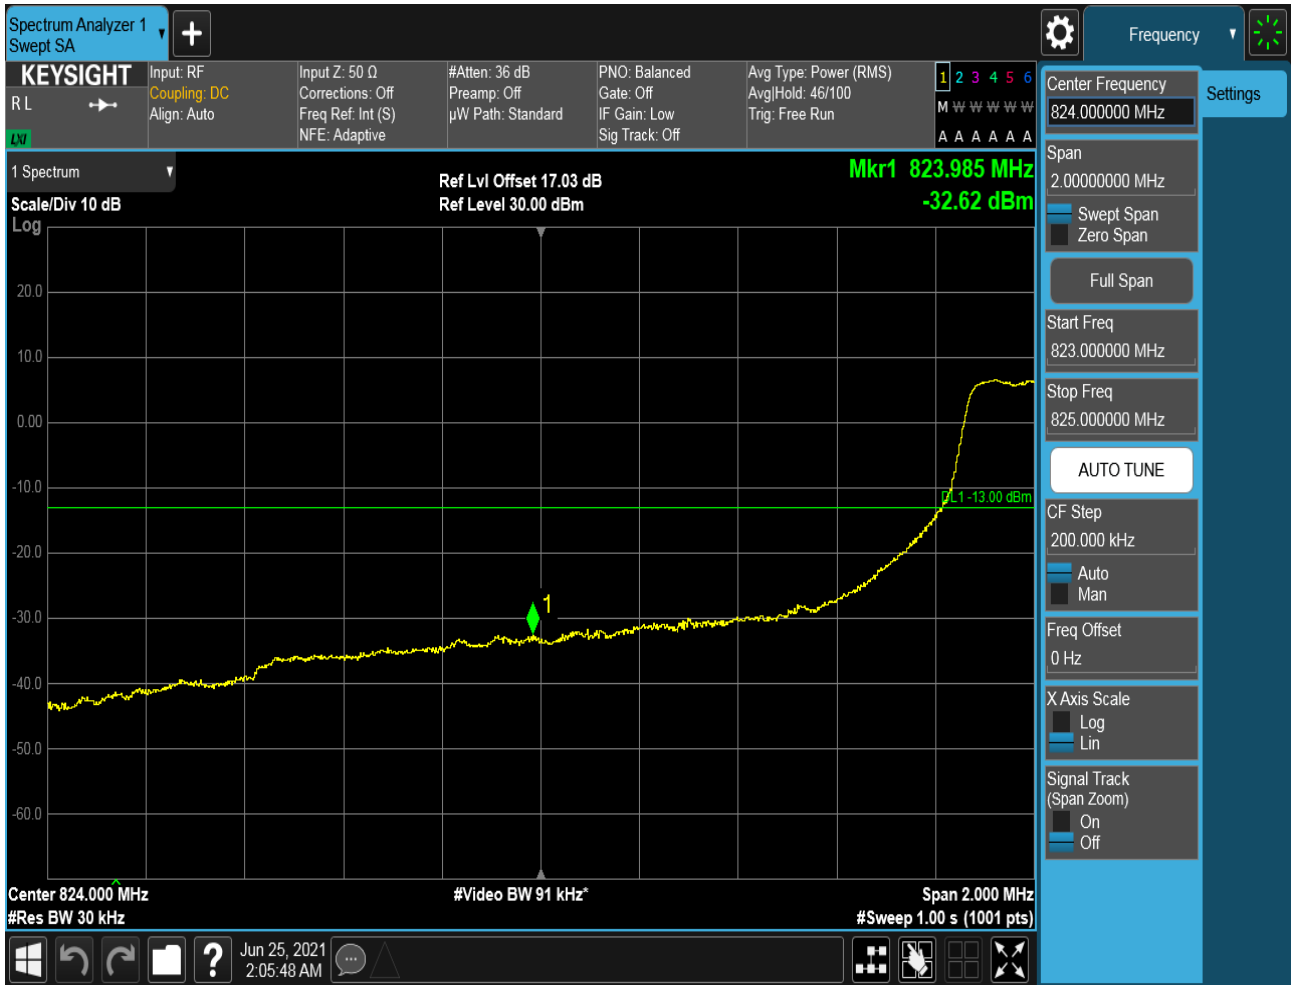 Spectrum Analyzer 1
Swept SA
Frequency
KEYSIGHT
R L
LXI
Input: RF
Coupling: DC
Align: Auto
Input Z: 50 Ω
Corrections: Off
Freq Ref: Int (S)
NFE: Adaptive
#Atten: 36 dB
Preamp: Off
µW Path: Standard
PNO: Balanced
Gate: Off
IF Gain: Low
Sig Track: Off
Avg Type: Power (RMS)
Avg|Hold: 46/100
Trig: Free Run
1 2 3 4 5 6
M W W W W W
A A A A A A
1 Spectrum
Scale/Div 10 dB
Log
Ref Lvl Offset 17.03 dB
Ref Level 30.00 dBm
Mkr1 823.985 MHz
-32.62 dBm
20.0
10.0
0.00
-10.0
DL1 -13.00 dBm
-20.0
1
-30.0
-40.0
-50.0
-60.0
Center 824.000 MHz
#Res BW 30 kHz
#Video BW 91 kHz*
Span 2.000 MHz
#Sweep 1.00 s (1001 pts)
Center Frequency
824.000000 MHz
Settings
Span
2.00000000 MHz
Swept Span
Zero Span
Full Span
Start Freq
823.000000 MHz
Stop Freq
825.000000 MHz
AUTO TUNE
CF Step
200.000 kHz
Auto
Man
Freq Offset
0 Hz
X Axis Scale
Log
Lin
Signal Track
(Span Zoom)
On
Off
?
Jun 25, 2021
2:05:48 AM